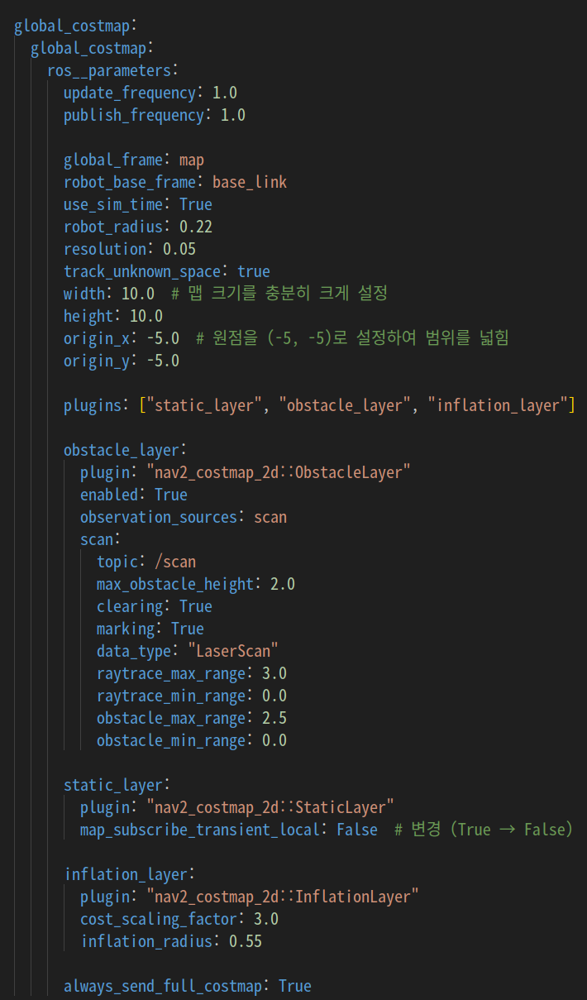 global_costmap:
  global_costmap:
    ros__parameters:
      update_frequency: 1.0
      publish_frequency: 1.0

      global_frame: map
      robot_base_frame: base_link
      use_sim_time: True
      robot_radius: 0.22
      resolution: 0.05
      track_unknown_space: true
      width: 10.0  # 맵 크기를 충분히 크게 설정
      height: 10.0
      origin_x: -5.0  # 원점을 (-5, -5)로 설정하여 범위를 넓힘
      origin_y: -5.0

      plugins: ["static_layer", "obstacle_layer", "inflation_layer"]

      obstacle_layer:
        plugin: "nav2_costmap_2d::ObstacleLayer"
        enabled: True
        observation_sources: scan
        scan:
          topic: /scan
          max_obstacle_height: 2.0
          clearing: True
          marking: True
          data_type: "LaserScan"
          raytrace_max_range: 3.0
          raytrace_min_range: 0.0
          obstacle_max_range: 2.5
          obstacle_min_range: 0.0

      static_layer:
        plugin: "nav2_costmap_2d::StaticLayer"
        map_subscribe_transient_local: False  # 변경 (True → False)

      inflation_layer:
        plugin: "nav2_costmap_2d::InflationLayer"
        cost_scaling_factor: 3.0
        inflation_radius: 0.55

      always_send_full_costmap: True